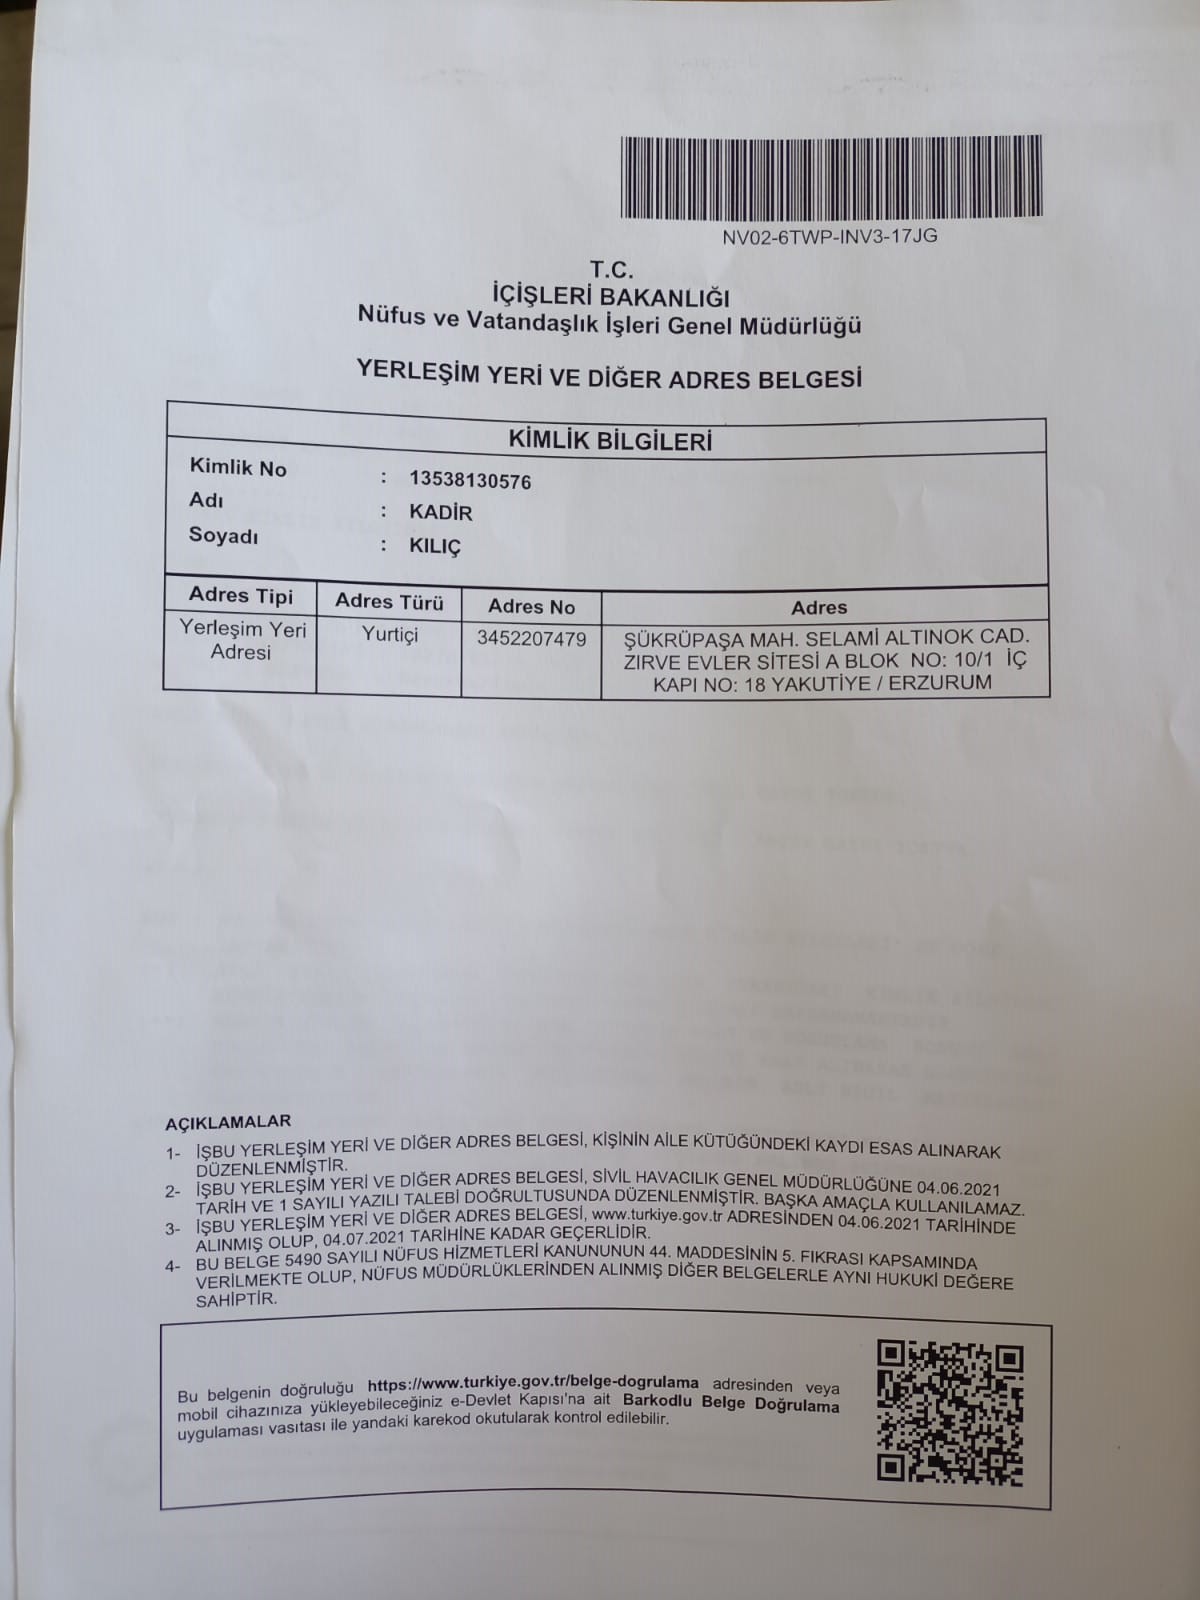 NV02-6TWP-INV3-17JG
T.C.
İÇİŞLERİ BAKANLIĞI
Nüfus ve Vatandaşlık İşleri Genel Müdürlüğü
YERLEŞİM YERİ VE DİĞER ADRES BELGESİ
KİMLİK BİLGİLERİ
Kimlik No : 13538130576
Adı : KADİR
Soyadı : KILIÇ
Adres Tipi Adres Türü Adres No Adres
Yerleşim Yeri Yurtiçi 3452207479 ŞÜKRÜPAŞA MAH. SELAMİ ALTINOK CAD.
Adresi ZIRVE EVLER SİTESİ A BLOK NO: 10/1 İÇ
KAPI NO: 18 YAKUTİYE / ERZURUM
AÇIKLAMALAR
1- İŞBU YERLEŞİM YERİ VE DİĞER ADRES BELGESİ, KİŞİNİN AİLE KÜTÜĞÜNDEKİ KAYDI ESAS ALINARAK
DÜZENLENMİŞTİR.
2- İŞBU YERLEŞİM YERİ VE DİĞER ADRES BELGESİ, SİVİL HAVACILIK GENEL MÜDÜRLÜĞÜNE 04.06.2021
TARİH VE 1 SAYILI YAZILI TALEBİ DOĞRULTUSUNDA DÜZENLENMİŞTİR. BAŞKA AMAÇLA KULLANILAMAZ.
3- İŞBU YERLEŞİM YERİ VE DİĞER ADRES BELGESİ, www.turkiye.gov.tr ADRESİNDEN 04.06.2021 TARİHİNDE
ALINMIŞ OLUP, 04.07.2021 TARİHİNE KADAR GEÇERLİDİR.
4- BU BELGE 5490 SAYILI NÜFUS HİZMETLERİ KANUNUNUN 44. MADDESİNİN 5. FIKRASI KAPSAMINDA
VERİLMEKTE OLUP, NÜFUS MÜDÜRLÜKLERİNDEN ALINMIŞ DİĞER BELGELERLE AYNI HUKUKİ DEĞERE
SAHİPTİR.
Bu belgenin doğruluğu https://www.turkiye.gov.tr/belge-dogrulama adresinden veya
mobil cihazınıza yükleyebileceğiniz e-Devlet Kapısı'na ait Barkodlu Belge Doğrulama
uygulaması vasıtası ile yandaki karekod okutularak kontrol edilebilir.